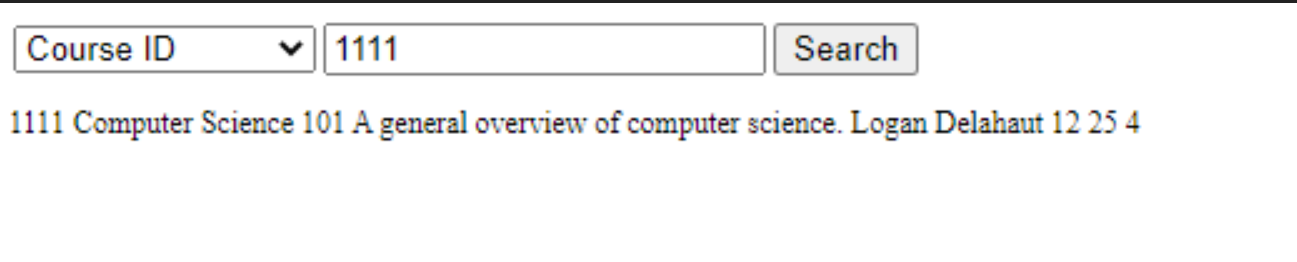 Course ID 1111 Search
1111 Computer Science 101 A general overview of computer science. Logan Delahaut 12 25 4